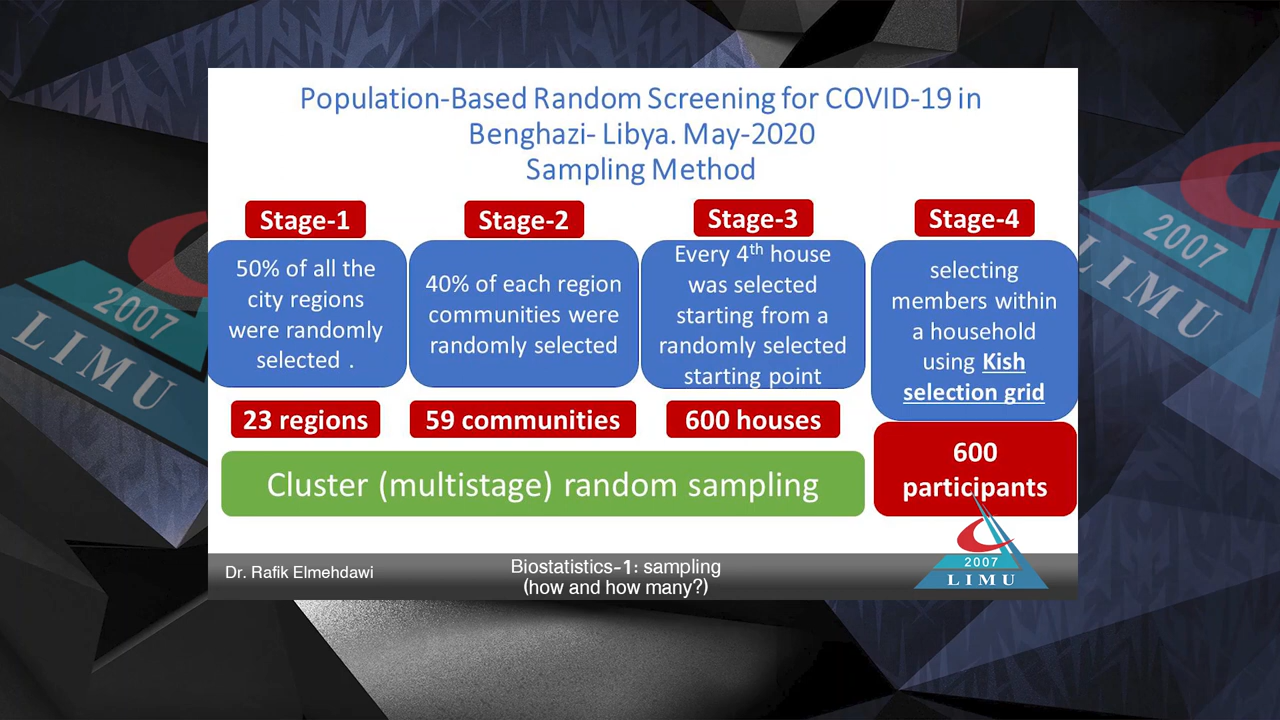 Population-Based Random Screening for COVID-19 in
Benghazi- Libya. May-2020
Sampling Method
Stage-1
50% of all the
city regions
were randomly
selected .
23 regions
Stage-2
40% of each region
communities were
randomly selected
59 communities
Stage-3
Every 4th house
was selected
starting from a
randomly selected
starting point
600 houses
Stage-4
selecting
members within
a household
using Kish
selection grid
600
participants
Cluster (multistage) random sampling
Dr. Rafik Elmehdawi
Biostatistics-1: sampling
(how and how many?)
2007
LIMU
2007
LIMU
2007
LIMU